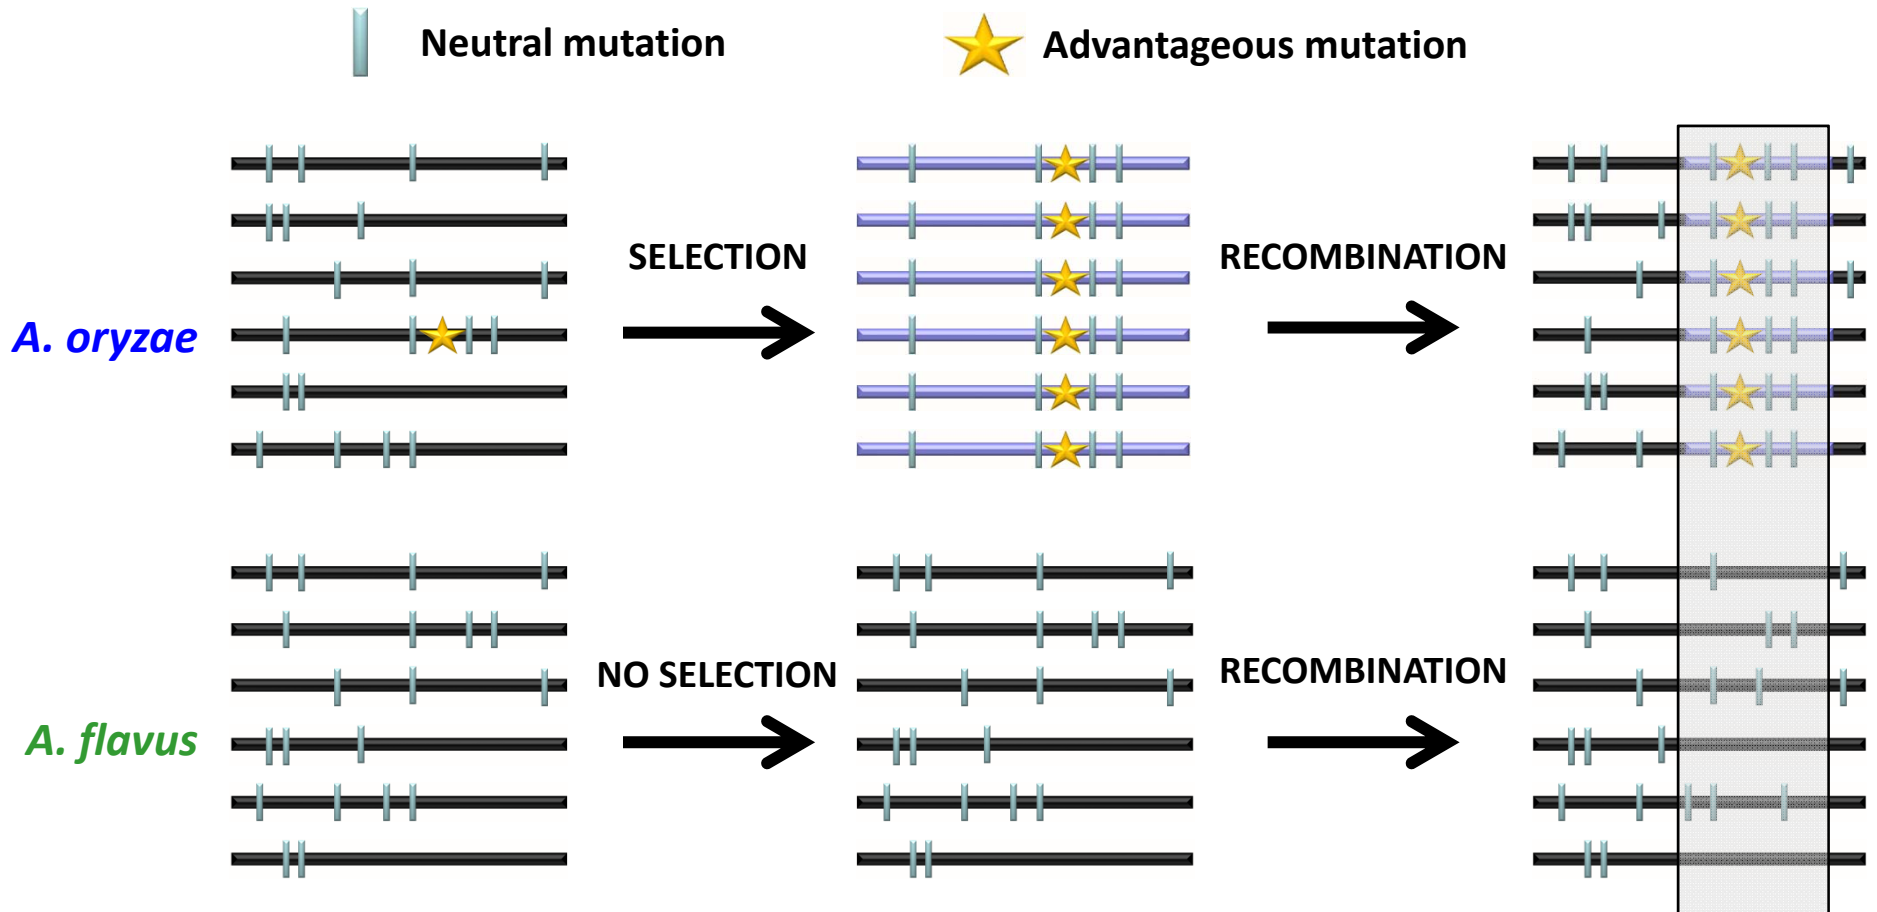 Neutral mutation
Advantageous mutation
SELECTION
RECOMBINATION
A. oryzae
NO SELECTION
RECOMBINATION
A. flavus